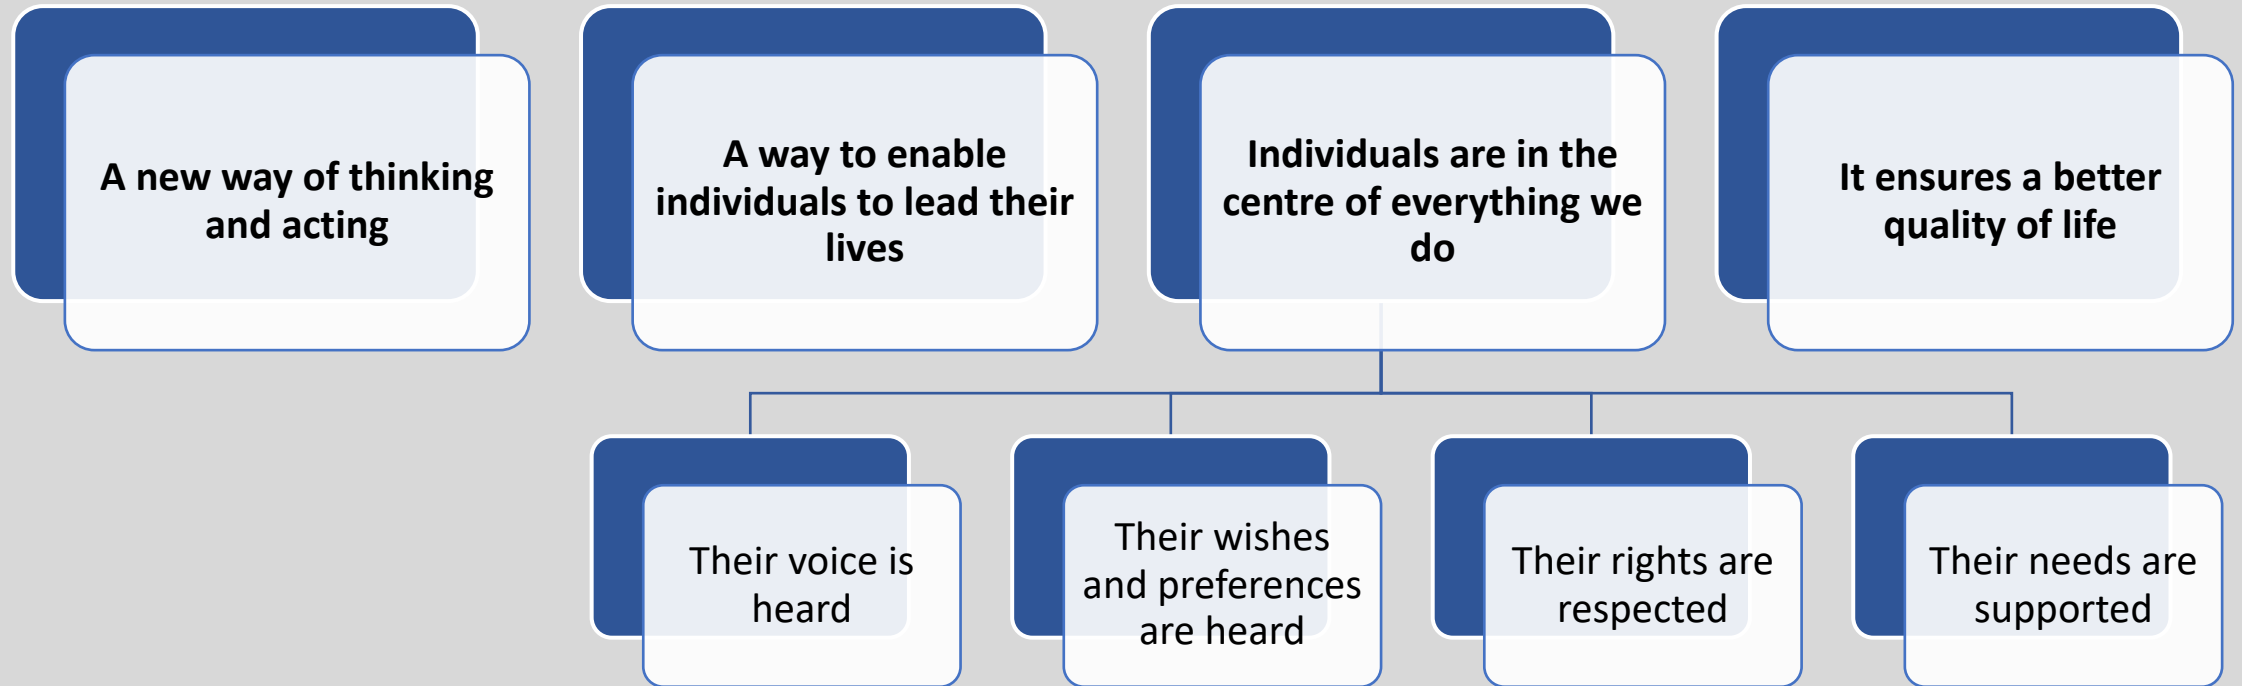 A new way of thinking
and acting
A way to enable
individuals to lead their
lives
Individuals are in the
centre of everything we
do
It ensures a better
quality of life
Their voice is
heard
Their wishes
and preferences
are heard
Their rights are
respected
Their needs are
supported